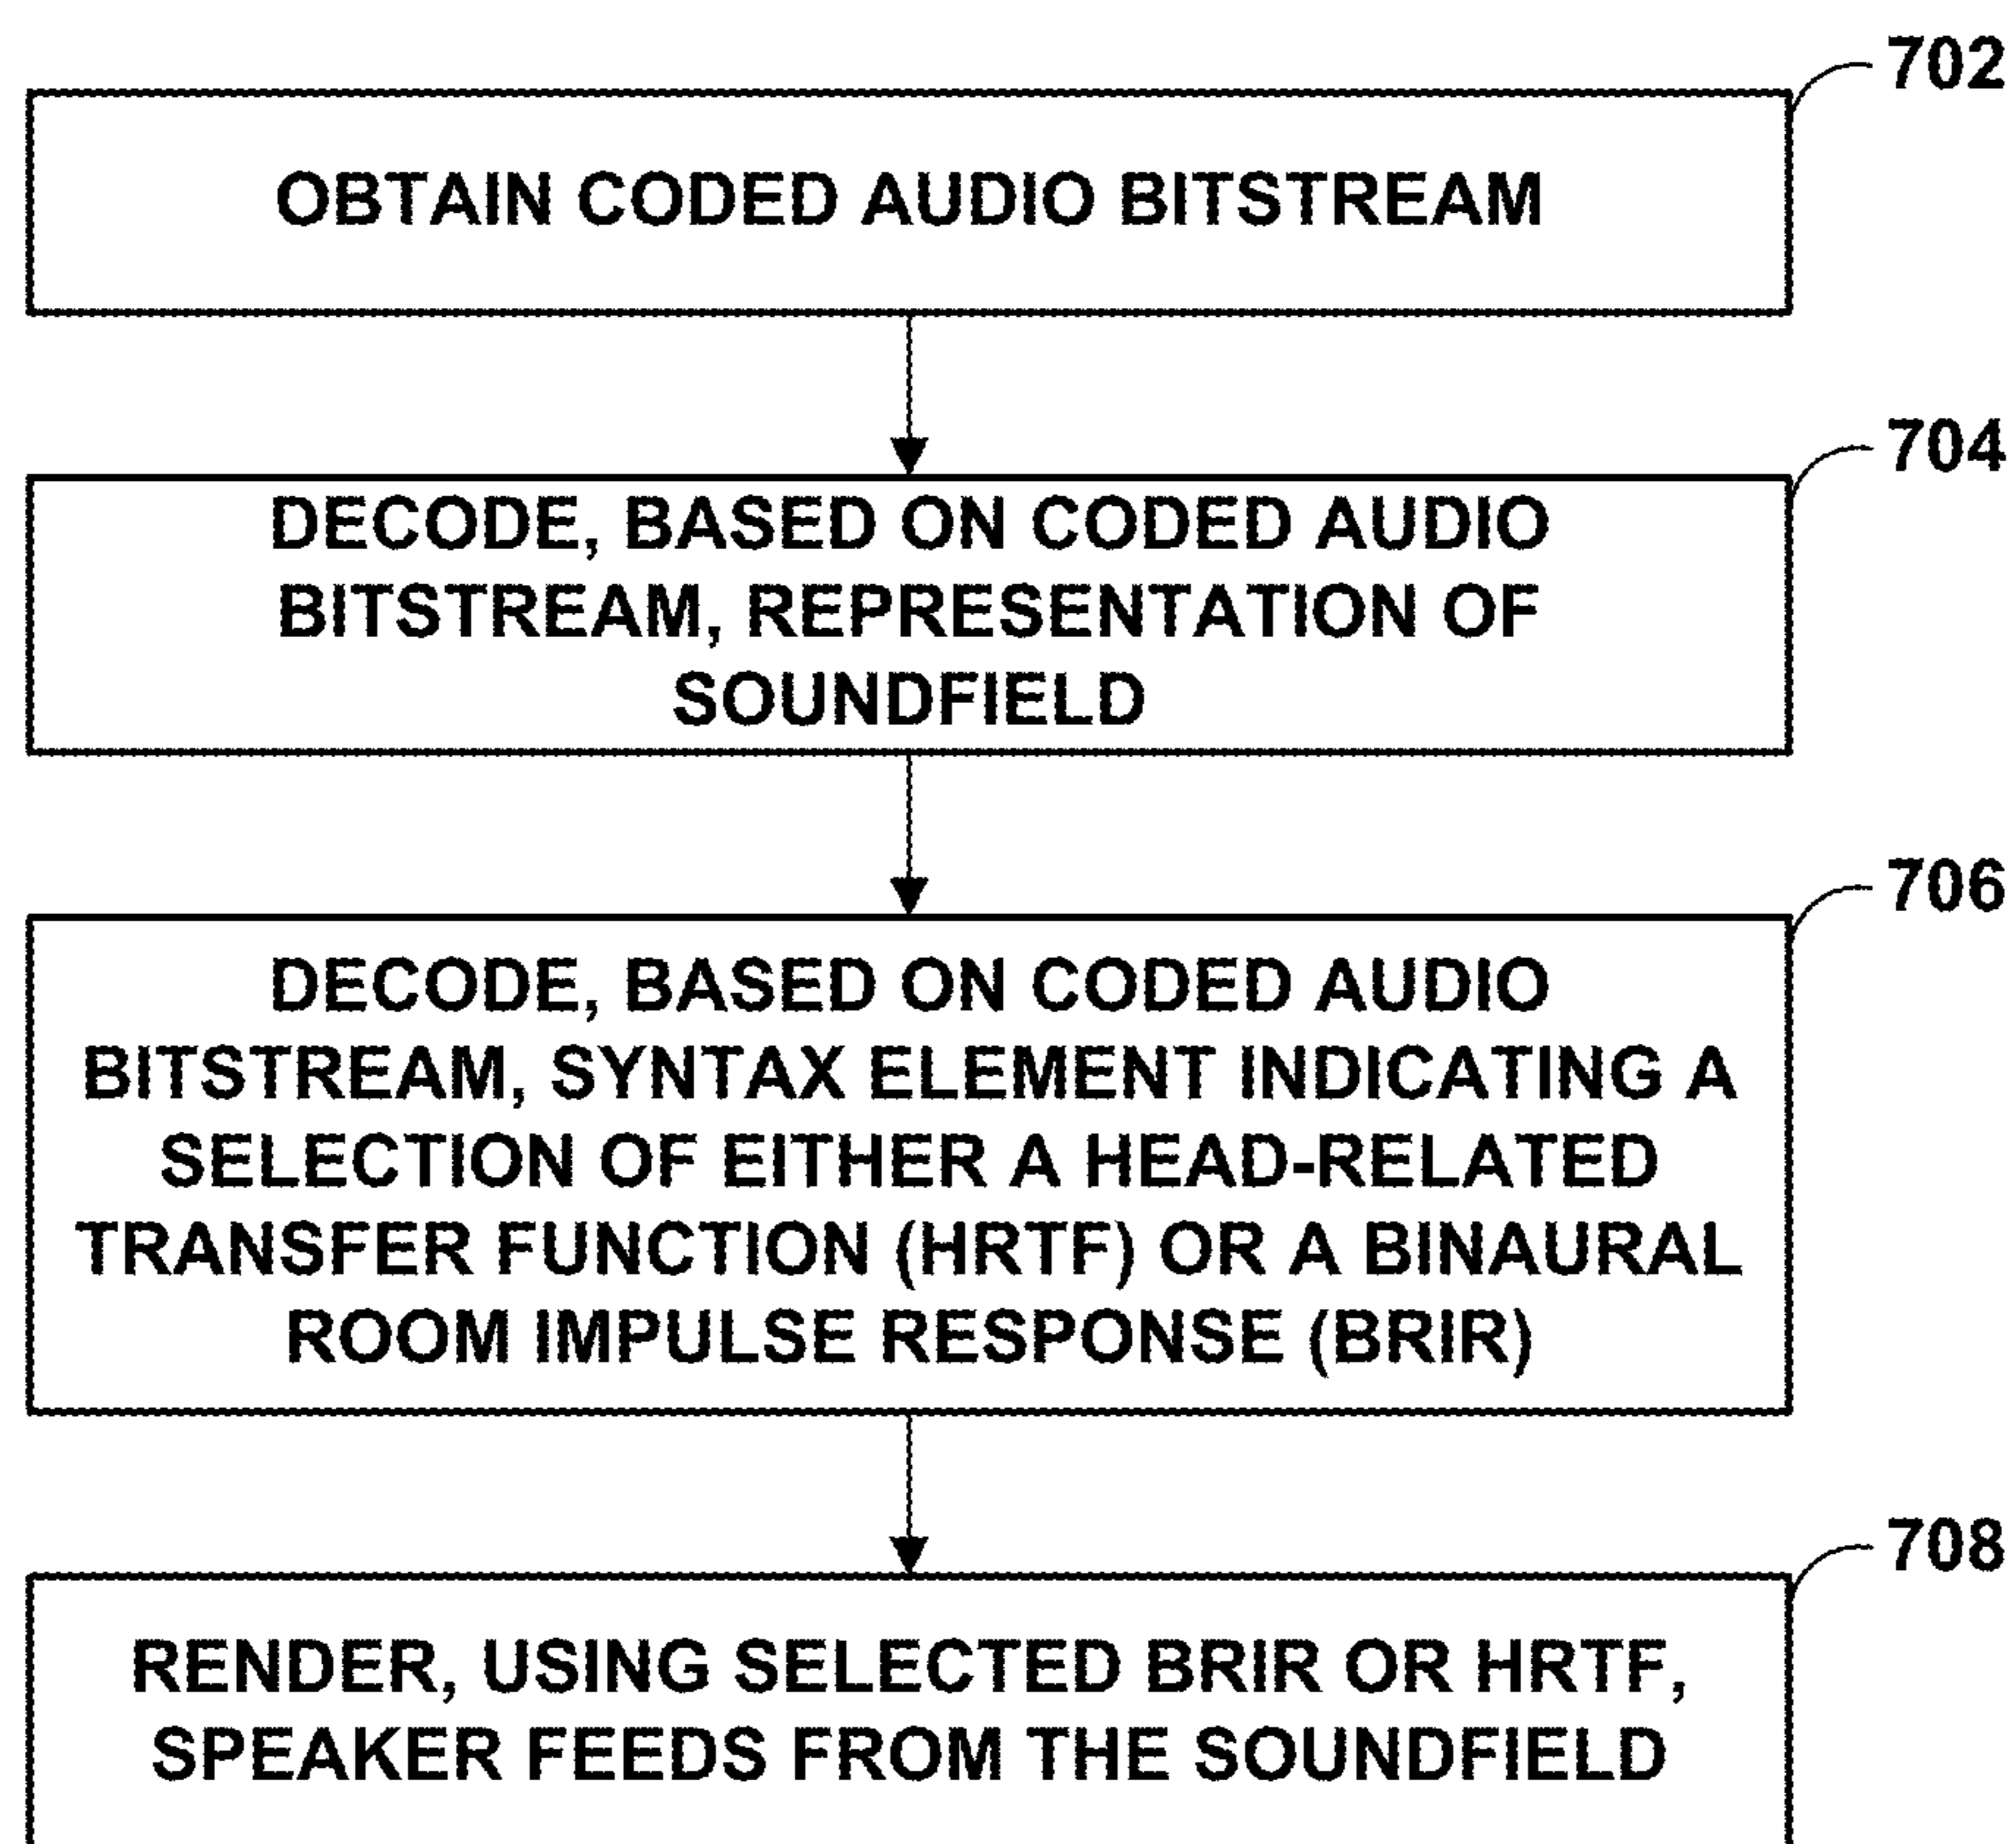 702
OBTAIN CODED AUDIO BITSTREAM
704
DECODE, BASED ON CODED AUDIO
BITSTREAM, REPRESENTATION OF
SOUNDFIELD
706
DECODE, BASED ON CODED AUDIO
BITSTREAM, SYNTAX ELEMENT INDICATING A
SELECTION OF EITHER A HEAD-RELATED
TRANSFER FUNCTION (HRTF) OR A BINAURAL
ROOM IMPULSE RESPONSE (BRIR)
708
RENDER, USING SELECTED BRIR OR HRTF,
SPEAKER FEEDS FROM THE SOUNDFIELD